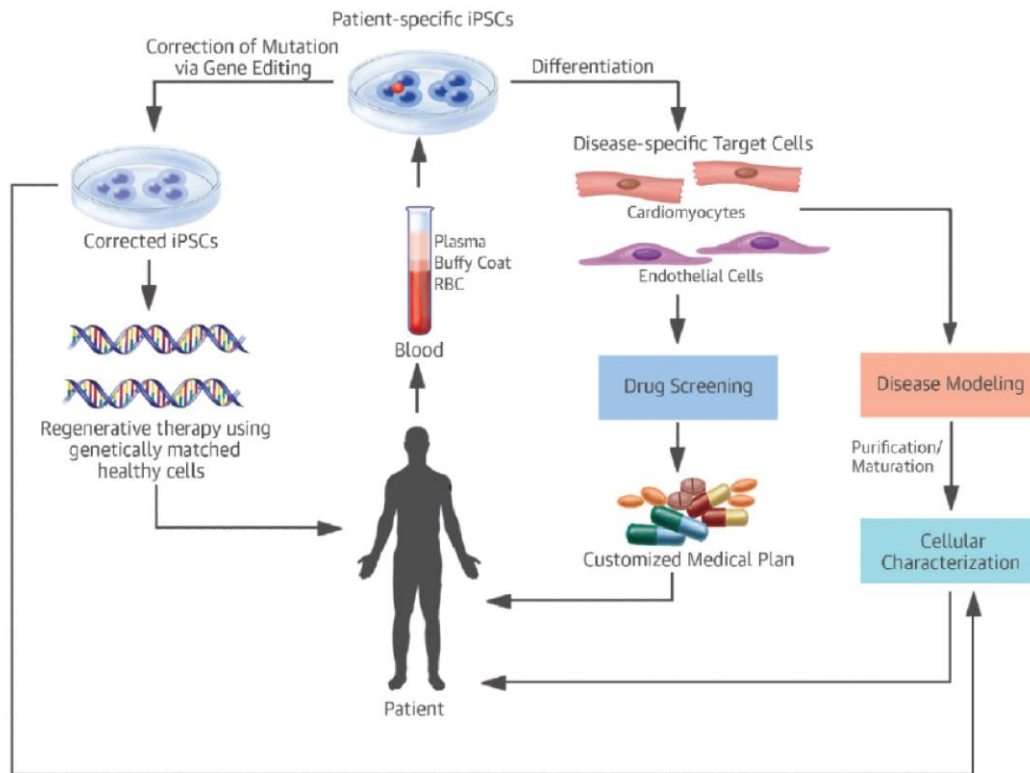 Patient-specific iPSCs
Correction of Mutation
via Gene Editing
Differentiation
Disease-specific Target Cells
Cardiomyocytes
Endothelial Cells
Corrected iPSCs
Plasma
Buffy Coat
RBC
Blood
Drug Screening
Disease Modeling
Regenerative therapy using
genetically matched
healthy cells
Purification/
Maturation
Customized Medical Plan
Cellular
Characterization
Patient